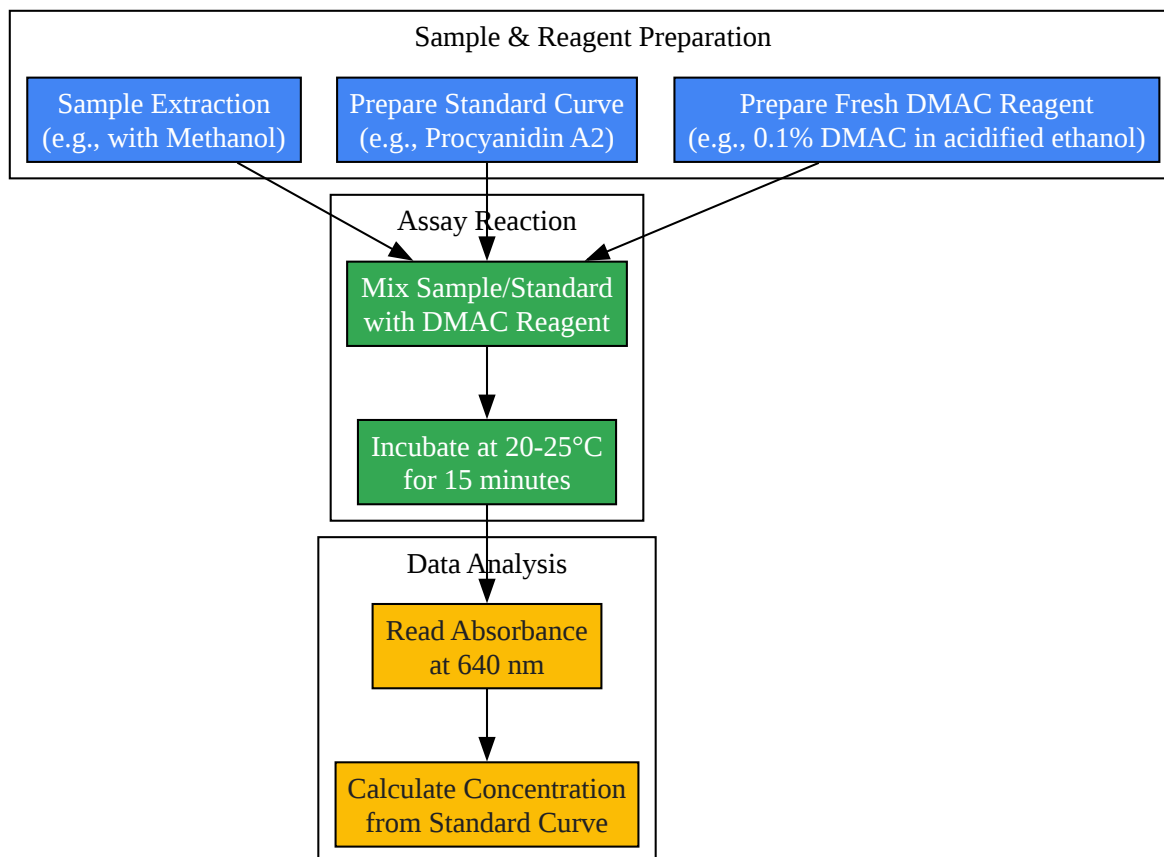 Sample & Reagent Preparation
Sample Extraction
(e.g., with Methanol)
Prepare Standard Curve
(e.g., Procyanidin A2)
Prepare Fresh DMAC Reagent
(e.g., 0.1% DMAC in acidified ethanol)
Assay Reaction
Mix Sample/Standard
with DMAC Reagent
Incubate at 20-25°C
for 15 minutes
Data Analysis
Read Absorbance
at 640 nm
Calculate Concentration
from Standard Curve